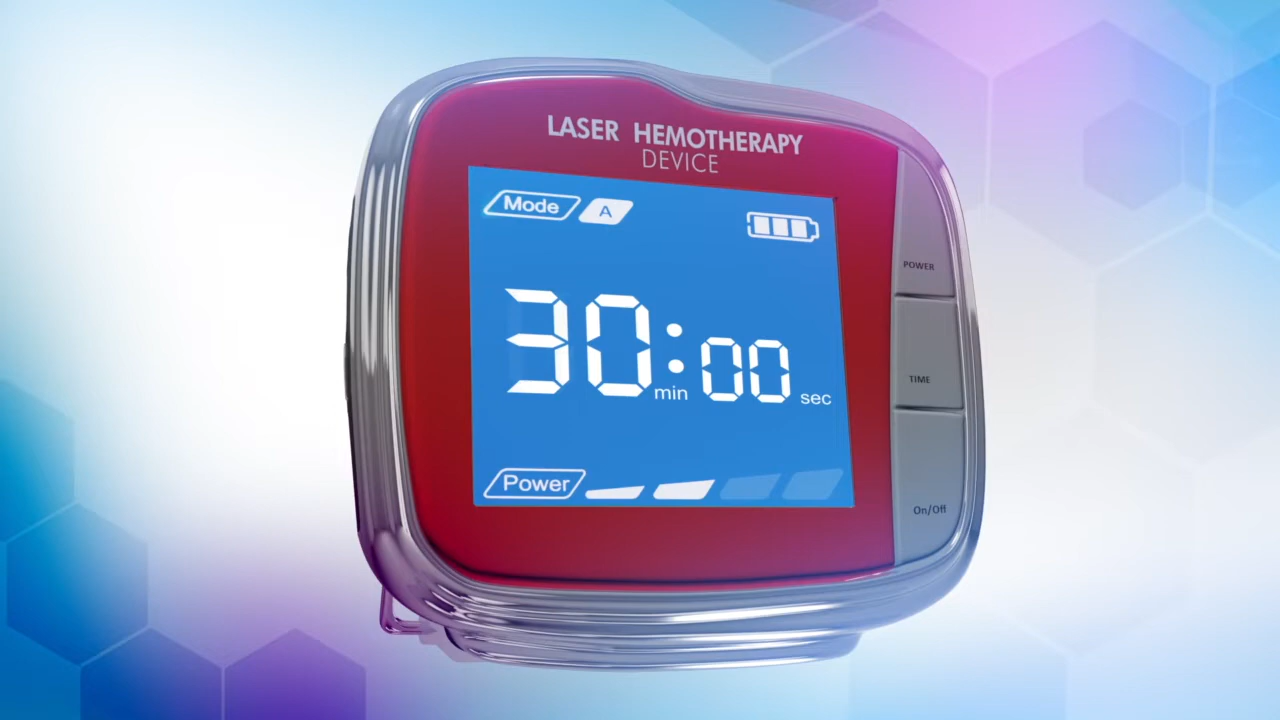 LASER HEMOTHERAPY
DEVICE
Mode A
30:00
min sec
Power
POWER
TIME
On/Off